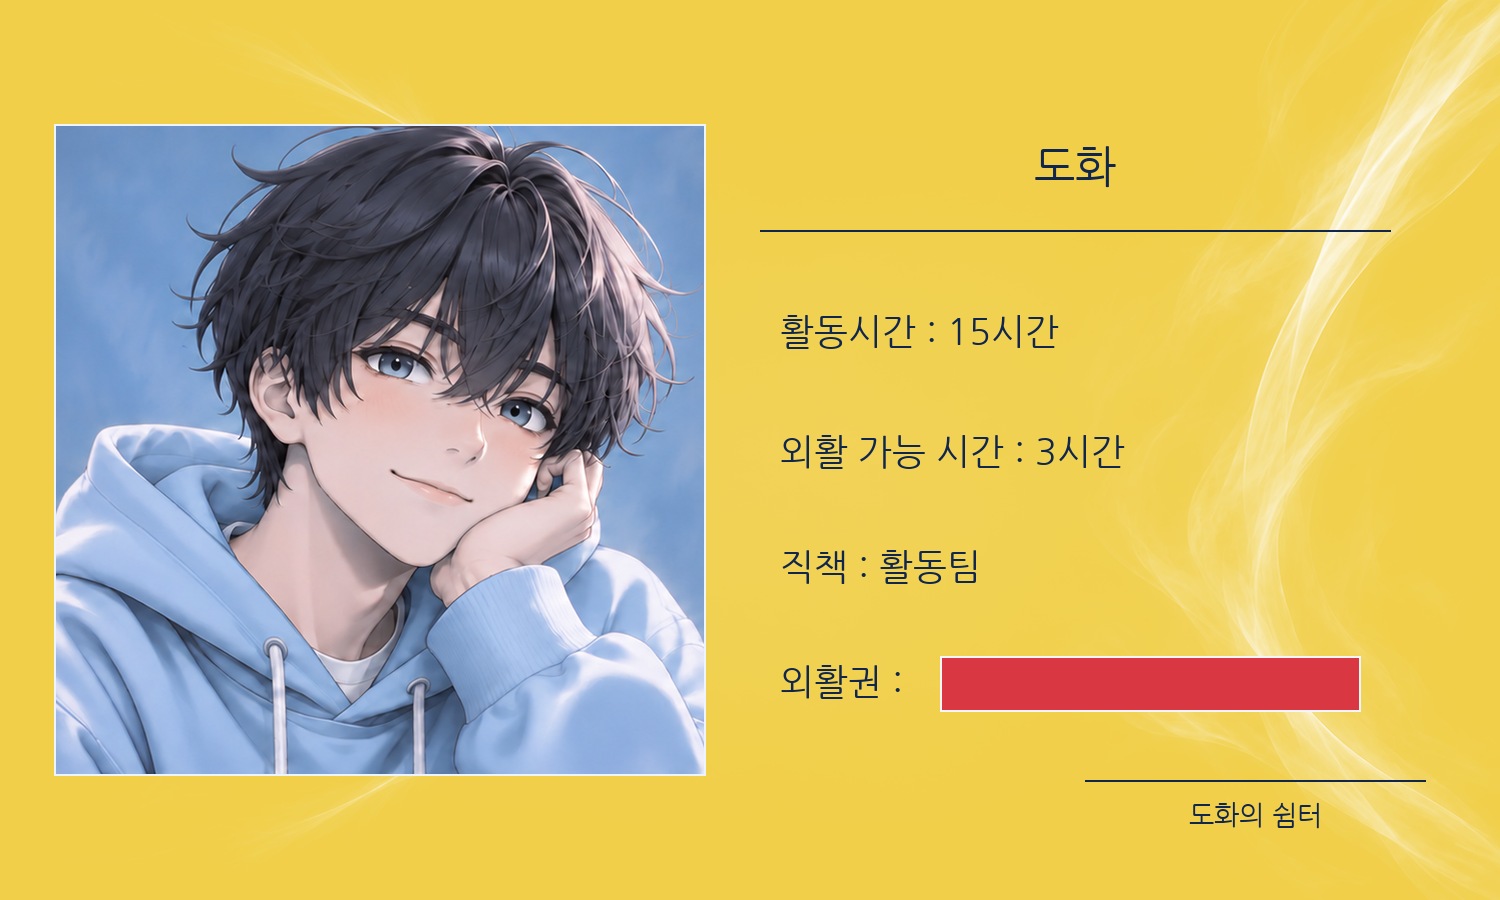 도화
활동시간 : 15시간
외활 가능 시간 : 3시간
직책 : 활동팀
외활권 :
도화의 쉼터